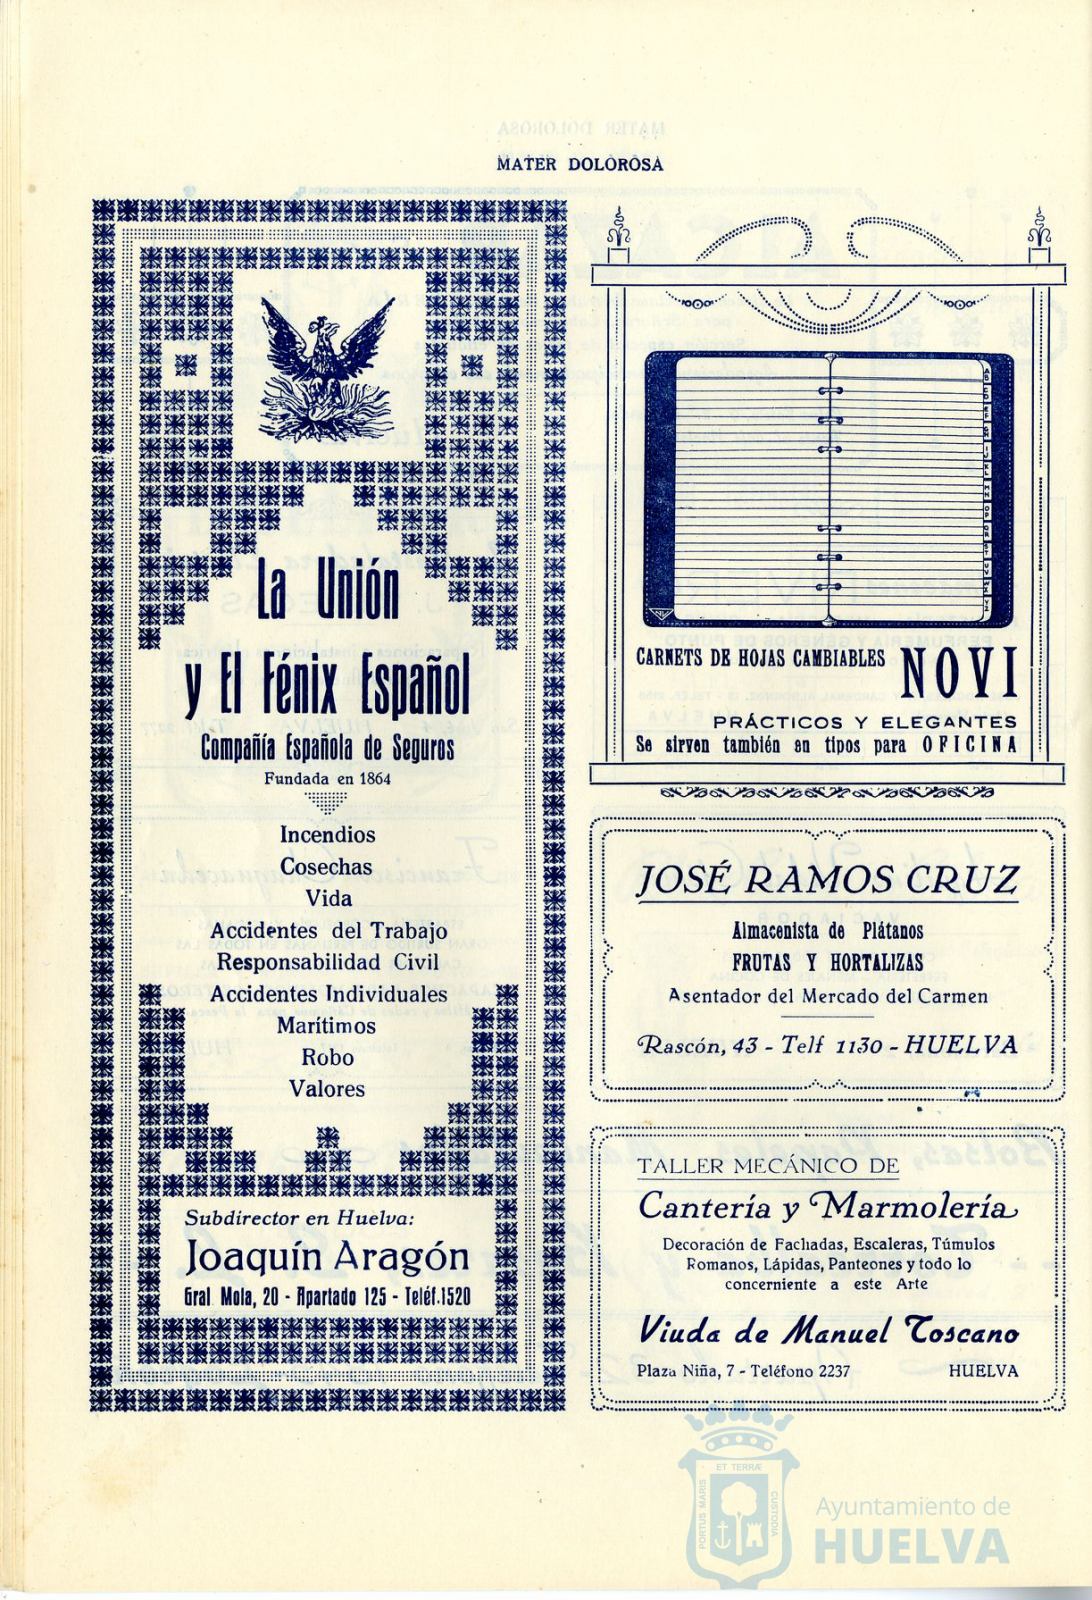 MATER DOLOROSA
La Unión
y El Fénix Español
Compañía Española de Seguros
Fundada en 1864
Incendios
Cosechas
Vida
Accidentes del Trabajo
Responsabilidad Civil
Accidentes Individuales
Marítimos
Robo
Valores
Subdirector en Huelva:
Joaquín Aragón
Gral Mola, 20 - Apartado 125 - Teléf. 1520
CARNETS DE HOJAS CAMBIABLES NOVI
PRÁCTICOS Y ELEGANTES
Se sirven también en tipos para OFICINA
JOSÉ RAMOS CRUZ
Almacenista de Plátanos
FRUTAS Y HORTALIZAS
Asentador del Mercado del Carmen
Rascón, 43 - Telf 1130 - HUELVA
TALLER MECÁNICO DE
Cantería y Marmolería
Decoración de Fachadas, Escaleras, Túmulos
Romanos, Lápidas, Panteones y todo lo
concerniente a este Arte
Viuda de Manuel Toscano
Plaza Niña, 7 - Teléfono 2237 HUELVA
PORTUS MARIS
ET TERRÆ
CUSTODIA
Ayuntamiento de
HUELVA